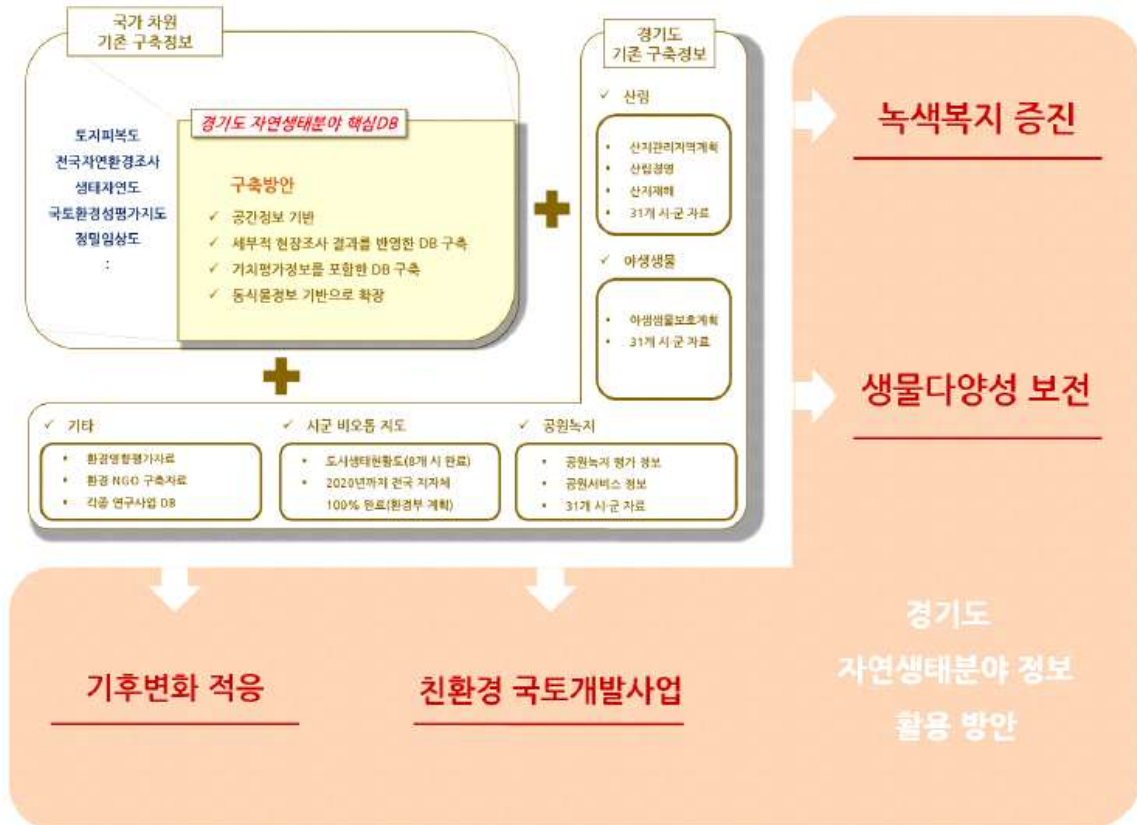 국가 차원
기존 구축정보
토지피복도
전국자연환경조사
생태자연도
국토환경성평가지도
정밀임상도
:
경기도 자연생태분야 핵심DB
구축방안
✓ 공간정보 기반
✓ 세부적 현장조사 결과를 반영한 DB 구축
✓ 가치평가정보를 포함한 DB 구축
✓ 동식물정보 기반으로 확장
경기도
기존 구축정보
✓ 산림
• 산지관리지역계획
• 산림경영
• 산지재해
• 31개 시·군 자료
✓ 야생생물
• 야생생물보호계획
• 31개 시·군 자료
✓ 기타
• 환경영향평가자료
• 환경 NGO 구축자료
• 각종 연구사업 DB
✓ 시군 비오톱 지도
• 도시생태현황도(8개 시 완료)
• 2020년까지 전국 지자체
100% 완료(환경부 계획)
✓ 공원녹지
• 공원녹지 평가 정보
• 공원서비스 정보
• 31개 시·군 자료
녹색복지 증진
생물다양성 보전
기후변화 적응
친환경 국토개발사업
경기도
자연생태분야 정보
활용 방안